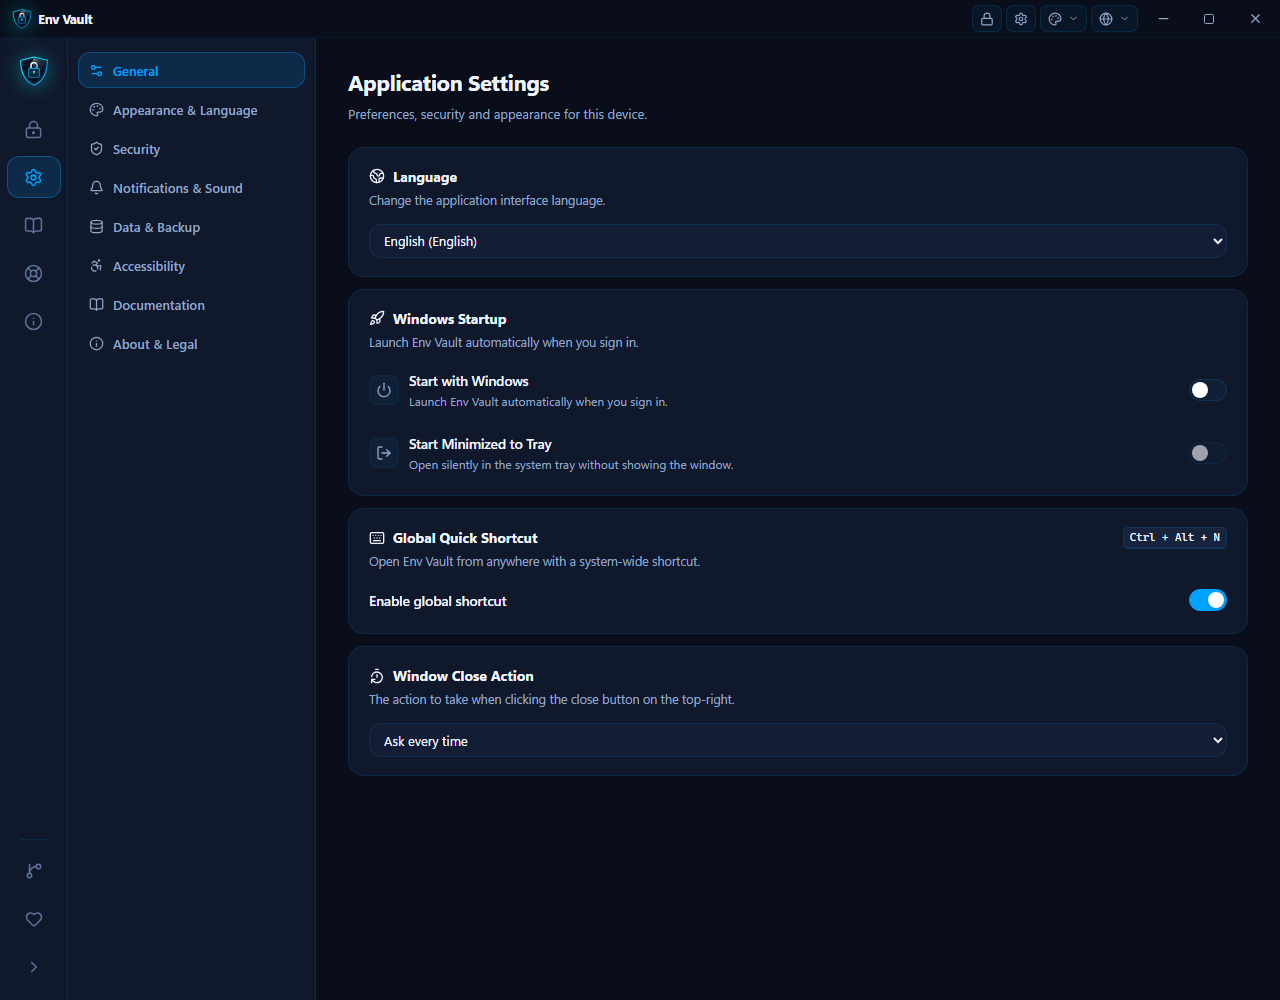 Env Vault
General
Appearance & Language
Security
Notifications & Sound
Data & Backup
Accessibility
Documentation
About & Legal
Application Settings
Preferences, security and appearance for this device.
Language
Change the application interface language.
English (English)
Windows Startup
Launch Env Vault automatically when you sign in.
Start with Windows
Launch Env Vault automatically when you sign in.
Start Minimized to Tray
Open silently in the system tray without showing the window.
Global Quick Shortcut
Ctrl + Alt + N
Open Env Vault from anywhere with a system-wide shortcut.
Enable global shortcut
Window Close Action
The action to take when clicking the close button on the top-right.
Ask every time